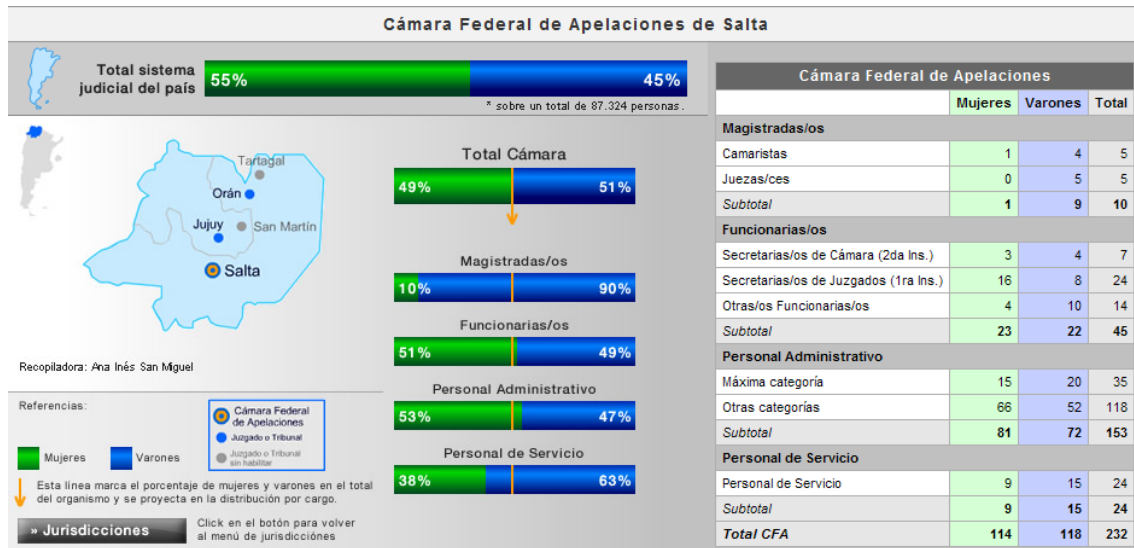 Cámara Federal de Apelaciones de Salta
Total sistema
judicial del país
55%
45%
* sobre un total de 87.324 personas.
Tartagal
Orán
Jujuy
San Martín
Salta
Recopiladora: Ana Inés San Miguel
Total Cámara
49%
51%
Magistradas/os
10%
90%
Funcionarias/os
51%
49%
Personal Administrativo
53%
47%
Personal de Servicio
38%
63%
Referencias:
Mujeres
Varones
Cámara Federal
de Apelaciones
Juzgado o Tribunal
Juzgado o Tribunal
sin habilitar
Esta línea marca el porcentaje de mujeres y varones en el total
del organismo y se proyecta en la distribución por cargo.
» Jurisdicciones
Click en el botón para volver
al menú de jurisdicciónes
Cámara Federal de Apelaciones
Mujeres Varones Total
Magistradas/os
Camaristas 1 4 5
Juezas/ces 0 5 5
Subtotal 1 9 10
Funcionarias/os
Secretarias/os de Cámara (2da Ins.) 3 4 7
Secretarias/os de Juzgados (1ra Ins.) 16 8 24
Otras/os Funcionarias/os 4 10 14
Subtotal 23 22 45
Personal Administrativo
Máxima categoría 15 20 35
Otras categorías 66 52 118
Subtotal 81 72 153
Personal de Servicio
Personal de Servicio 9 15 24
Subtotal 9 15 24
Total CFA 114 118 232